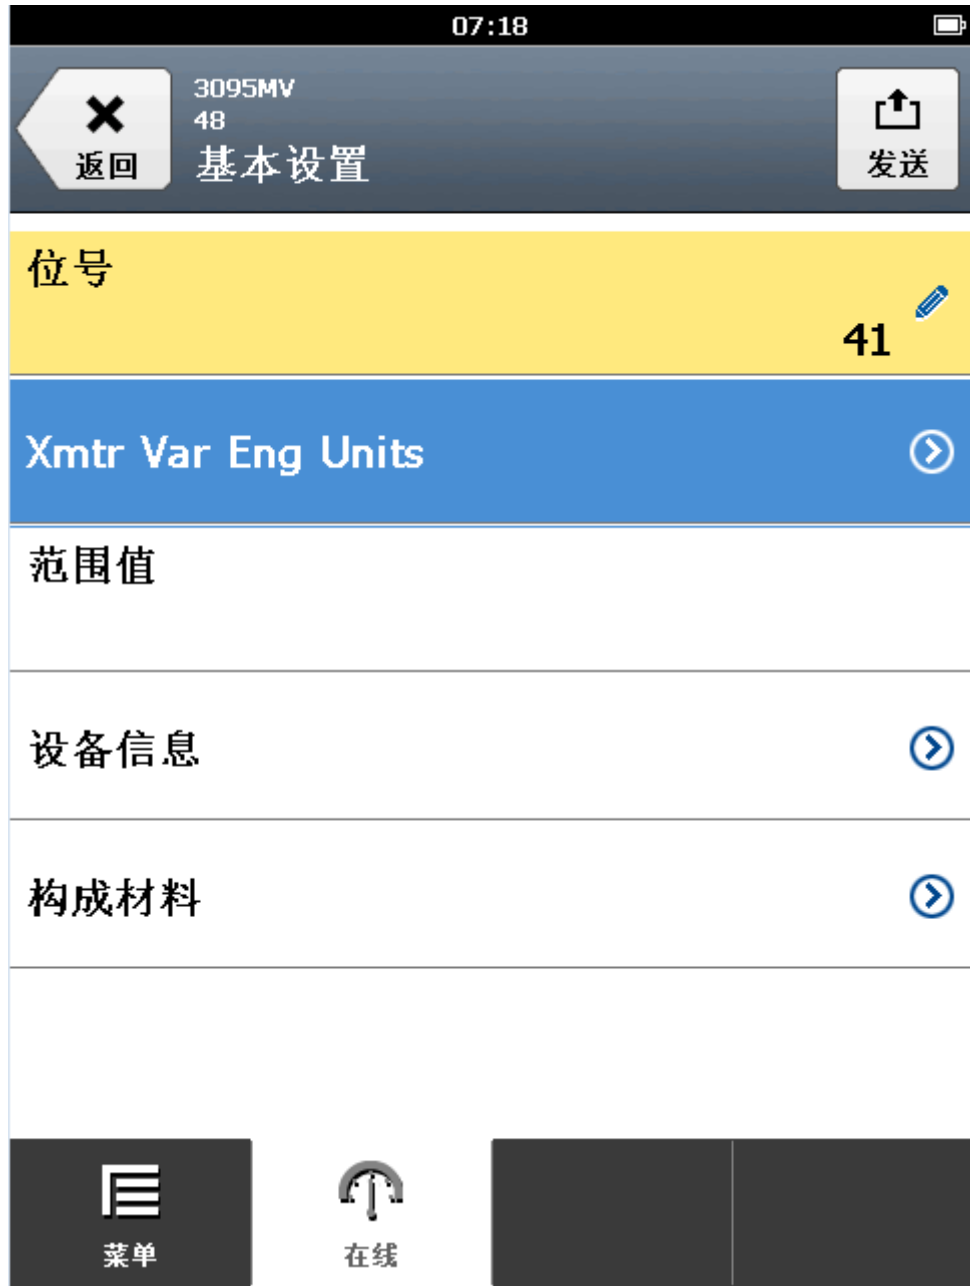 07:18
3095MV
48
基本设置
返回
发送
位号
41
Xmtr Var Eng Units
范围值
设备信息
构成材料
菜单
在线